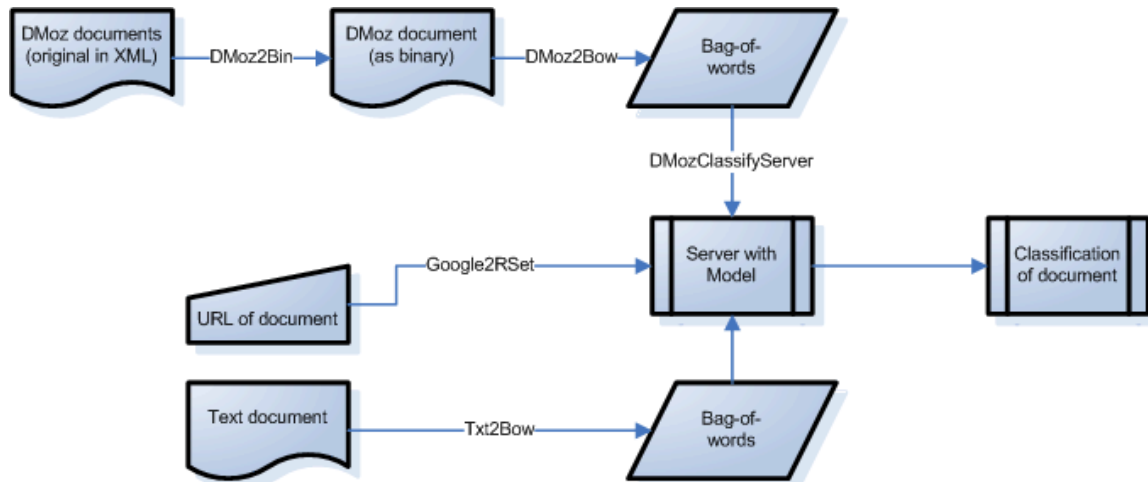 DMoz documents
(original in XML)
DMoz2Bin
DMoz document
(as binary)
DMoz2Bow
Bag-of-
words
DMozClassifyServer
URL of document
Google2RSet
Server with
Model
Classification
of document
Text document
Txt2Bow
Bag-of-
words